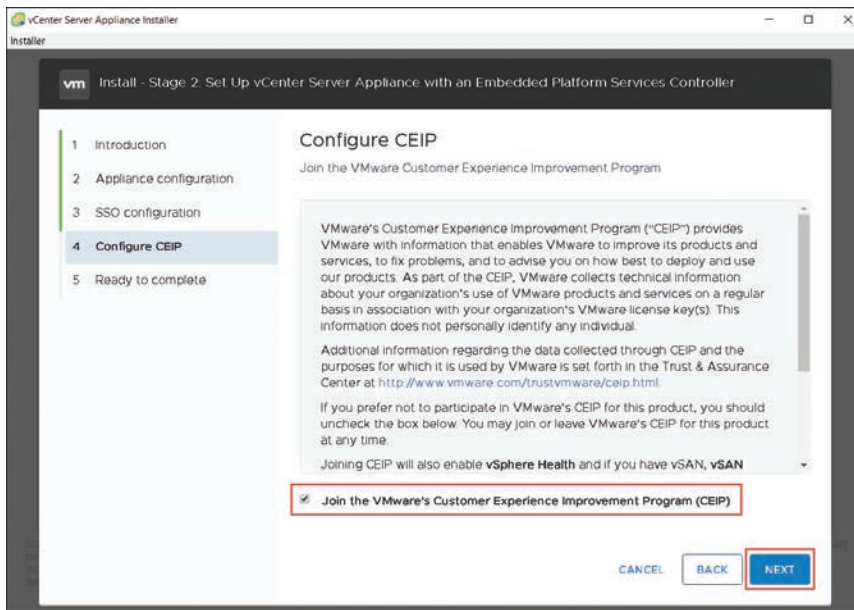 vCenter Server Appliance Installer
Installer
vm Install - Stage 2: Set Up vCenter Server Appliance with an Embedded Platform Services Controller
1 Introduction
2 Appliance configuration
3 SSO configuration
4 Configure CEIP
5 Ready to complete
Configure CEIP
Join the VMware Customer Experience Improvement Program
VMware's Customer Experience Improvement Program ("CEIP") provides
VMware with information that enables VMware to improve its products and
services, to fix problems, and to advise you on how best to deploy and use
our products. As part of the CEIP, VMware collects technical information
about your organization's use of VMware products and services on a regular
basis in association with your organization's VMware license key(s). This
information does not personally identify any individual.
Additional information regarding the data collected through CEIP and the
purposes for which it is used by VMware is set forth in the Trust & Assurance
Center at http://www.vmware.com/trustvmware/ceip.html.
If you prefer not to participate in VMware's CEIP for this product, you should
uncheck the box below. You may join or leave VMware's CEIP for this product
at any time.
Joining CEIP will also enable vSphere Health and if you have vSAN, vSAN
Join the VMware's Customer Experience Improvement Program (CEIP)
CANCEL BACK NEXT